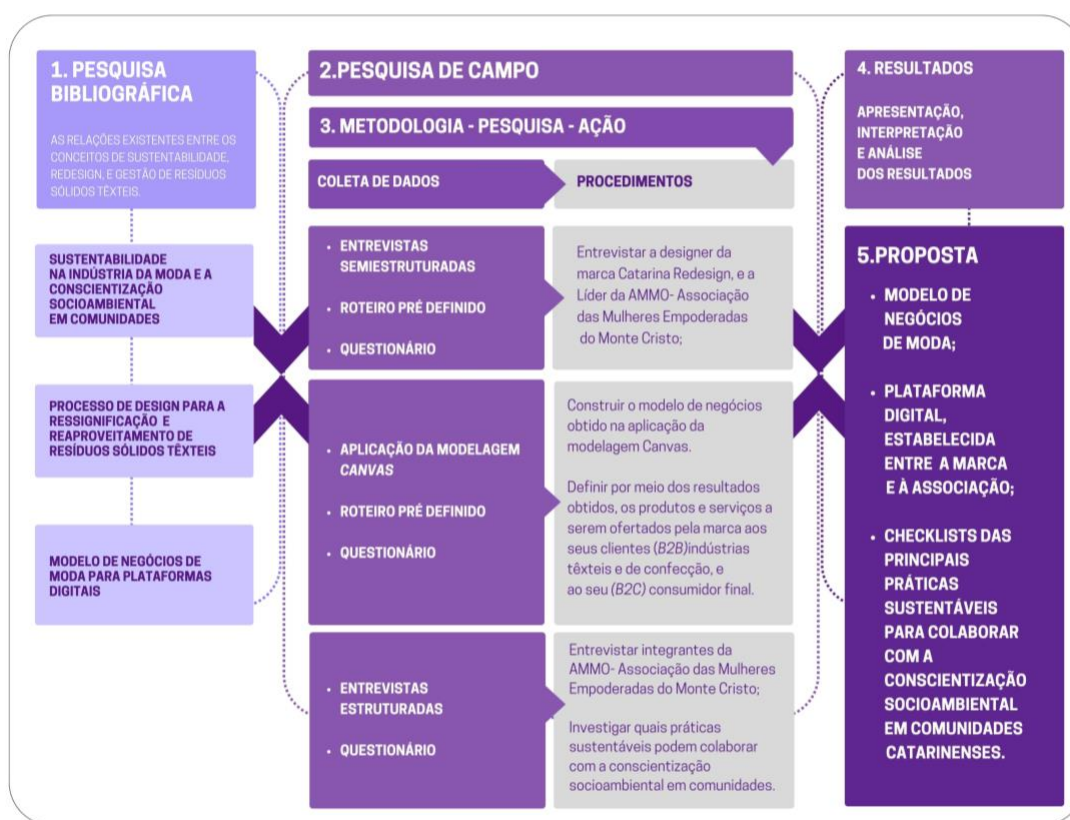 1. PESQUISA
BIBLIOGRÁFICA
AS RELAÇÕES EXISTENTES ENTRE OS
CONCEITOS DE SUSTENTABILIDADE,
REDESIGN, E GESTÃO DE RESÍDUOS
SÓLIDOS TÊXTEIS.
SUSTENTABILIDADE
NA INDÚSTRIA DA MODA E A
CONSCIENTIZAÇÃO
SOCIOAMBIENTAL
EM COMUNIDADES
PROCESSO DE DESIGN PARA A
RESSIGNIFICAÇÃO E
REAPROVEITAMENTO DE
RESÍDUOS SÓLIDOS TÊXTEIS
MODELO DE NEGÓCIOS DE
MODA PARA PLATAFORMAS
DIGITAIS
2.PESQUISA DE CAMPO
3. METODOLOGIA - PESQUISA - AÇÃO
COLETA DE DADOS
PROCEDIMENTOS
• ENTREVISTAS
SEMIESTRUTURADAS
• ROTEIRO PRÉ DEFINIDO
• QUESTIONÁRIO
Entrevistar a designer da
marca Catarina Redesign, e a
Líder da AMMO- Associação
das Mulheres Empoderadas
do Monte Cristo;
• APLICAÇÃO DA MODELAGEM
CANVAS
• ROTEIRO PRÉ DEFINIDO
• QUESTIONÁRIO
Construir o modelo de negócios
obtido na aplicação da
modelagem Canvas.
Definir por meio dos resultados
obtidos, os produtos e serviços a
serem ofertados pela marca aos
seus clientes (B2B)indústrias
têxteis e de confecção, e
ao seu (B2C) consumidor final.
• ENTREVISTAS
ESTRUTURADAS
• QUESTIONÁRIO
Entrevistar integrantes da
AMMO- Associação das Mulheres
Empoderadas do Monte Cristo;
Investigar quais práticas
sustentáveis podem colaborar
com a conscientização
socioambiental em comunidades.
4. RESULTADOS
APRESENTAÇÃO,
INTERPRETAÇÃO
E ANÁLISE
DOS RESULTADOS
5.PROPOSTA
• MODELO DE
NEGÓCIOS
DE MODA;
• PLATAFORMA
DIGITAL,
ESTABELECIDA
ENTRE A MARCA
E À ASSOCIAÇÃO;
• CHECKLISTS DAS
PRINCIPAIS
PRÁTICAS
SUSTENTÁVEIS
PARA COLABORAR
COM A
CONSCIENTIZAÇÃO
SOCIOAMBIENTAL
EM COMUNIDADES
CATARINENSES.